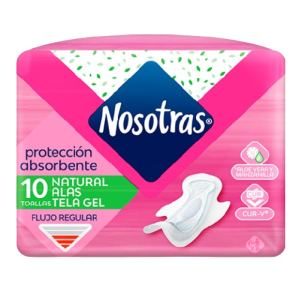 Nosotras®
protección
absorbente
10 NATURAL
TOALLAS ALAS
TELA GEL
FLUJO REGULAR
ALOE VERA Y
MANZANILLA
CUR-V®